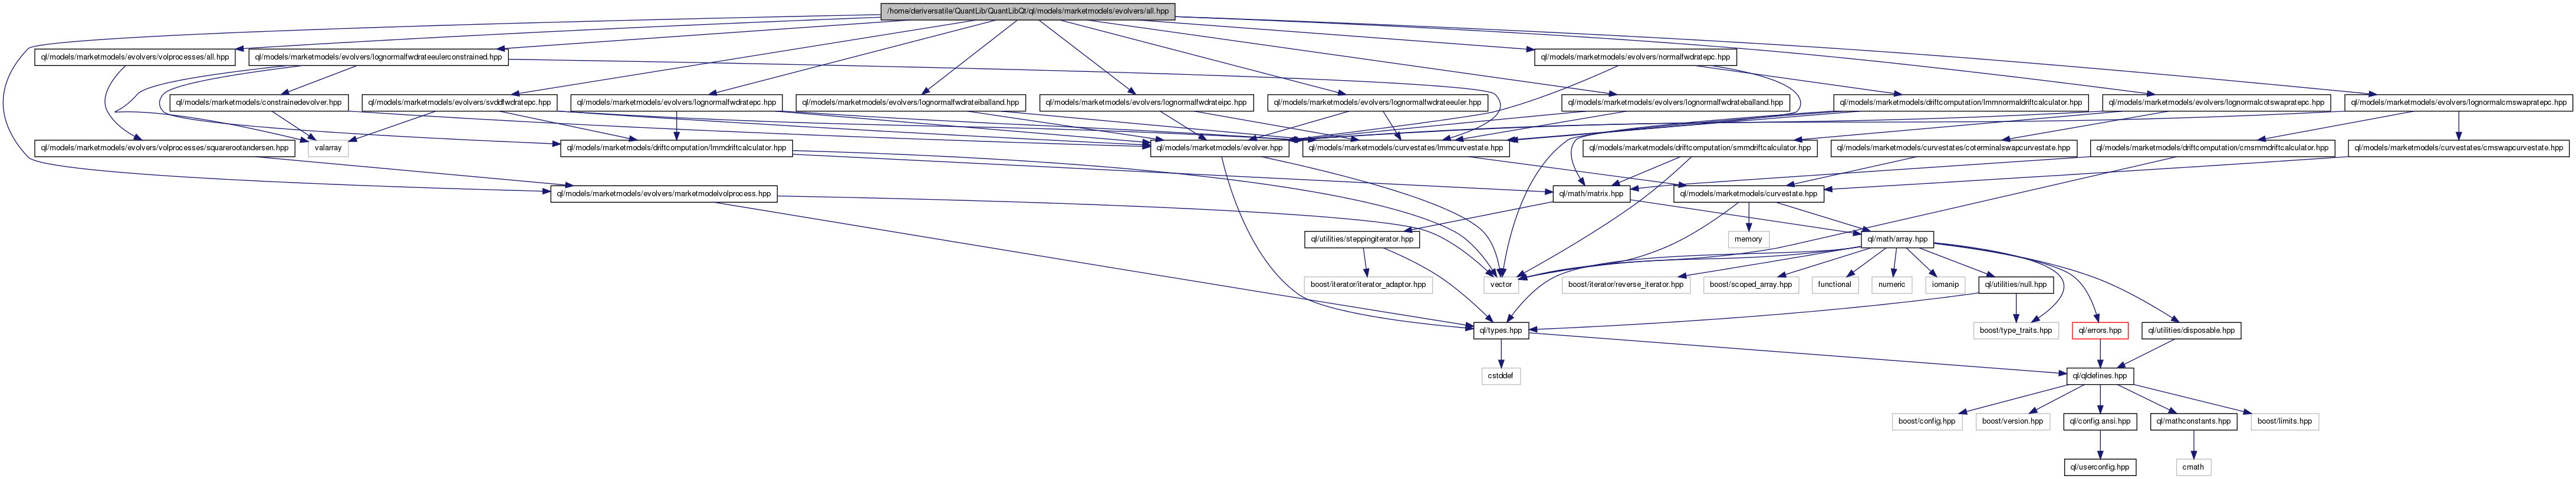 /home/deriversatile/QuantLib/QuantLibQt/ql/models/marketmodels/evolvers/all.hpp
ql/models/marketmodels/evolvers/volprocesses/all.hpp
ql/models/marketmodels/evolvers/lognormalfwdrateeulerconstrained.hpp
ql/models/marketmodels/evolvers/normalfwdratepc.hpp
ql/models/marketmodels/constrainedevolver.hpp
ql/models/marketmodels/evolvers/svddfwdratepc.hpp
ql/models/marketmodels/evolvers/lognormalfwdratepc.hpp
ql/models/marketmodels/evolvers/lognormalfwdrateiballand.hpp
ql/models/marketmodels/evolvers/lognormalfwdrateipc.hpp
ql/models/marketmodels/evolvers/lognormalfwdrateeuler.hpp
ql/models/marketmodels/evolvers/lognormalfwdrateballand.hpp
ql/models/marketmodels/driftcomputation/lmmnormaldriftcalculator.hpp
ql/models/marketmodels/evolvers/lognormalcotswapratepc.hpp
ql/models/marketmodels/evolvers/lognormalcmswapratepc.hpp
ql/models/marketmodels/evolvers/volprocesses/squarerootandersen.hpp
valarray
ql/models/marketmodels/driftcomputation/lmmdriftcalculator.hpp
ql/models/marketmodels/evolver.hpp
ql/models/marketmodels/curvestates/lmmcurvestate.hpp
ql/models/marketmodels/driftcomputation/smmdriftcalculator.hpp
ql/models/marketmodels/curvestates/coterminalswapcurvestate.hpp
ql/models/marketmodels/driftcomputation/cmsmmdriftcalculator.hpp
ql/models/marketmodels/curvestates/cmswapcurvestate.hpp
ql/models/marketmodels/evolvers/marketmodelvolprocess.hpp
ql/math/matrix.hpp
ql/models/marketmodels/curvestate.hpp
ql/utilities/steppingiterator.hpp
memory
ql/math/array.hpp
boost/iterator/iterator_adaptor.hpp
vector
boost/iterator/reverse_iterator.hpp
boost/scoped_array.hpp
functional
numeric
iomanip
ql/utilities/null.hpp
ql/types.hpp
boost/type_traits.hpp
ql/errors.hpp
ql/utilities/disposable.hpp
cstddef
ql/qldefines.hpp
boost/config.hpp
boost/version.hpp
ql/config.ansi.hpp
ql/mathconstants.hpp
boost/limits.hpp
ql/userconfig.hpp
cmath